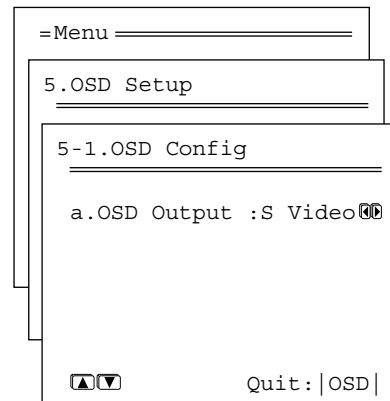 =Menu
5.OSD Setup
5-1.OSD Config
a.OSD Output :S Video
Quit:|OSD|